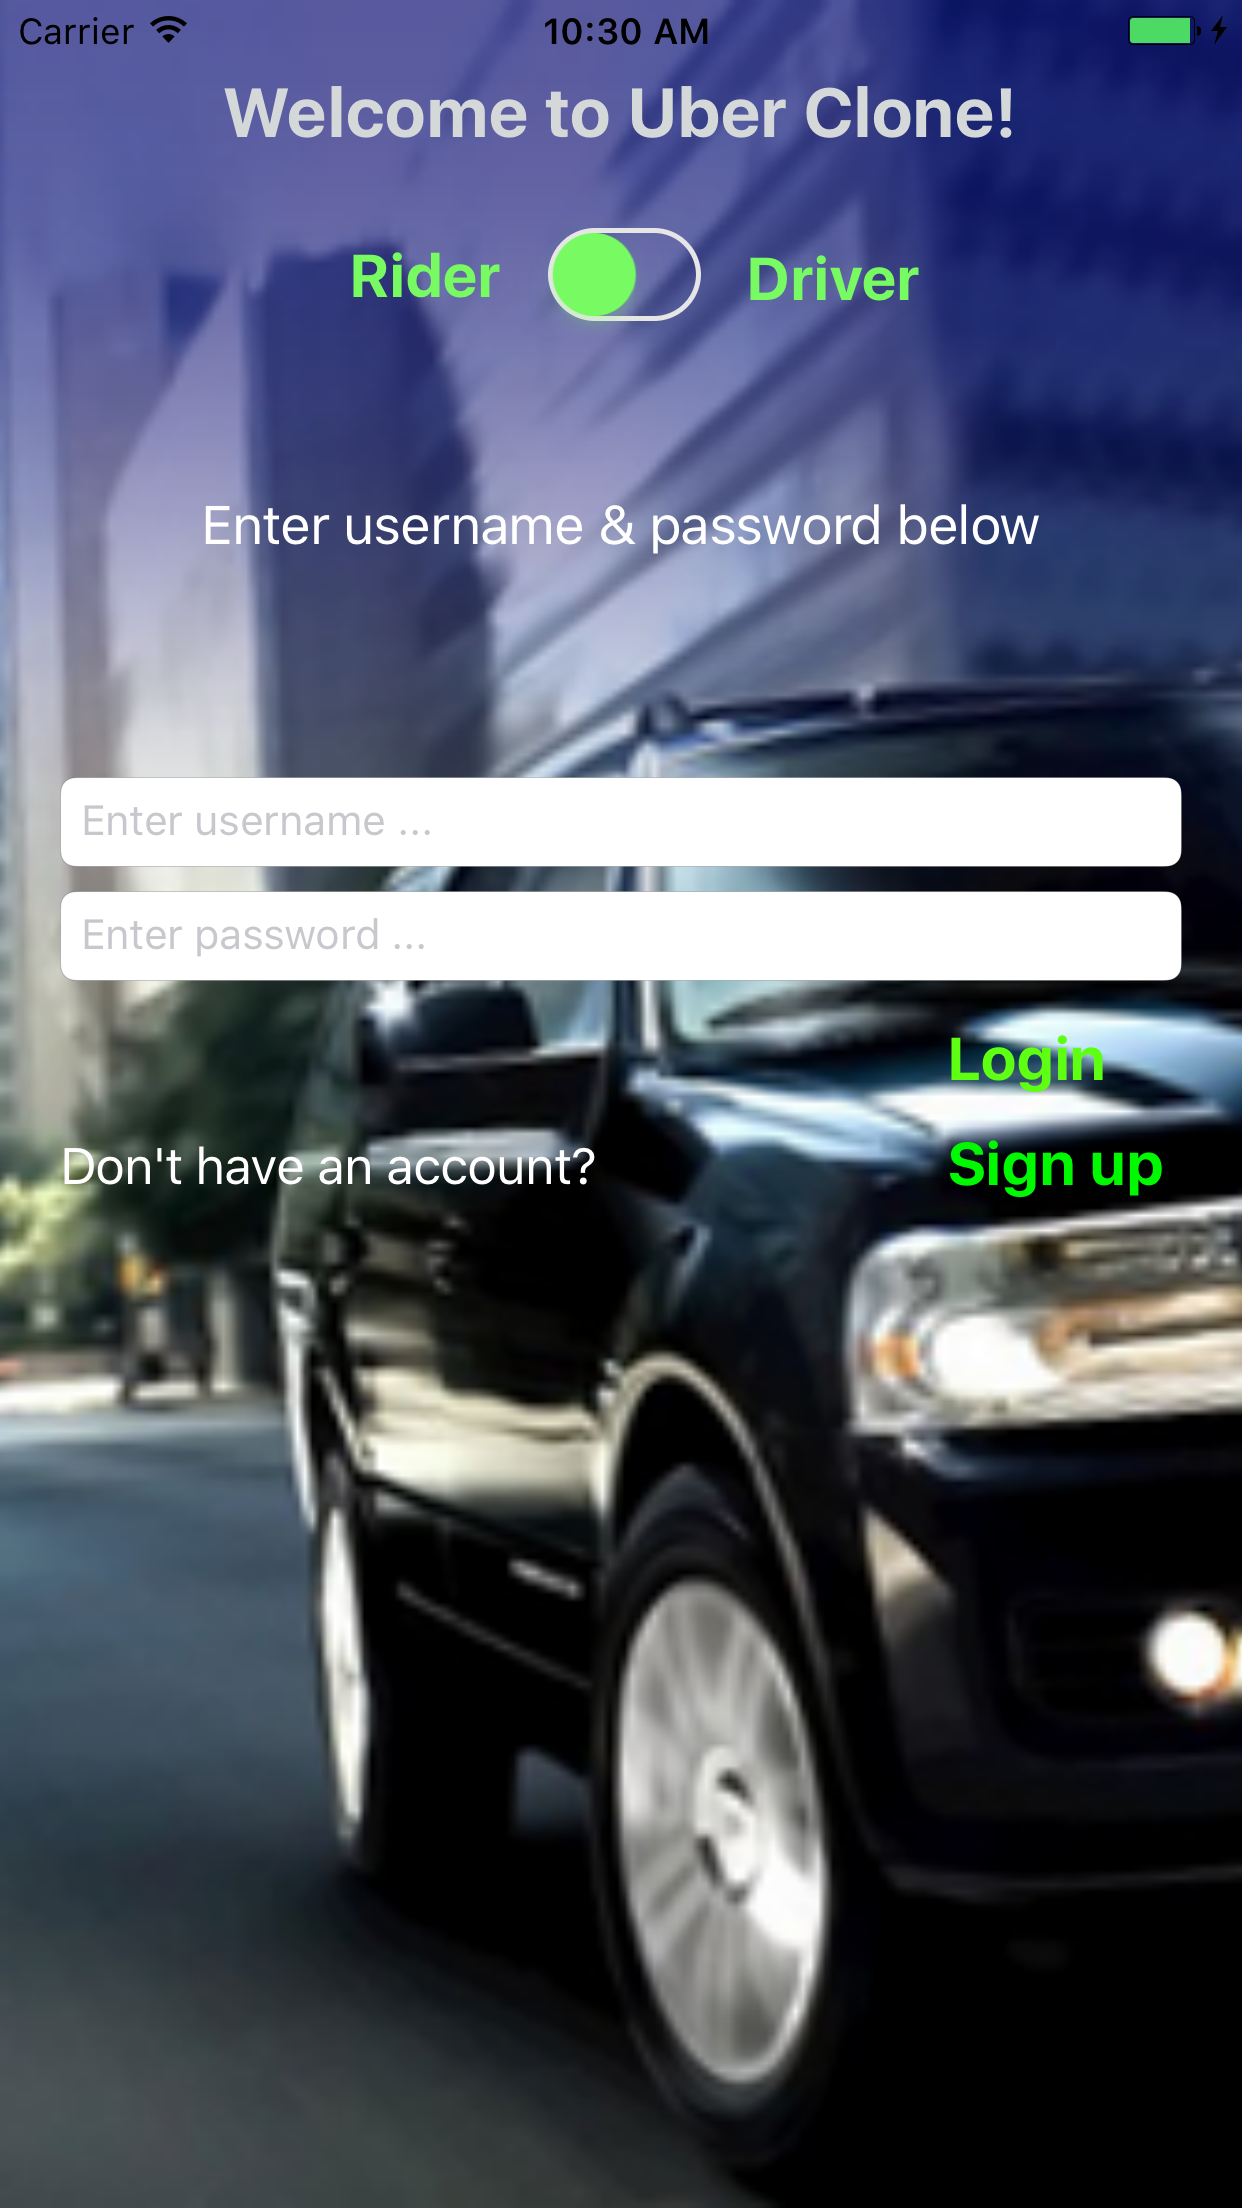 Carrier 10:30 AM
Welcome to Uber Clone!
Rider Driver
Enter username & password below
Enter username ...
Enter password ...
Login
Don't have an account? Sign up